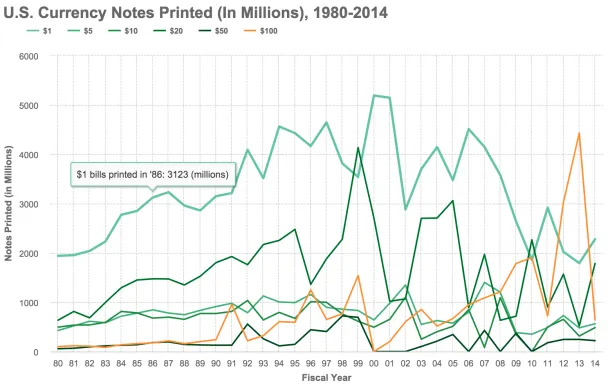 U.S. Currency Notes Printed (In Millions), 1980-2014
$1 $5 $10 $20 $50 $100
6000
5000
4000
3000
2000
1000
0
Notes Printed (in Millions)
$1 bills printed in '86: 3123 (millions)
80 81 82 83 84 85 86 87 88 89 90 91 92 93 94 95 96 97 98 99 00 01 02 03 04 05 06 07 08 09 10 11 12 13 14
Fiscal Year